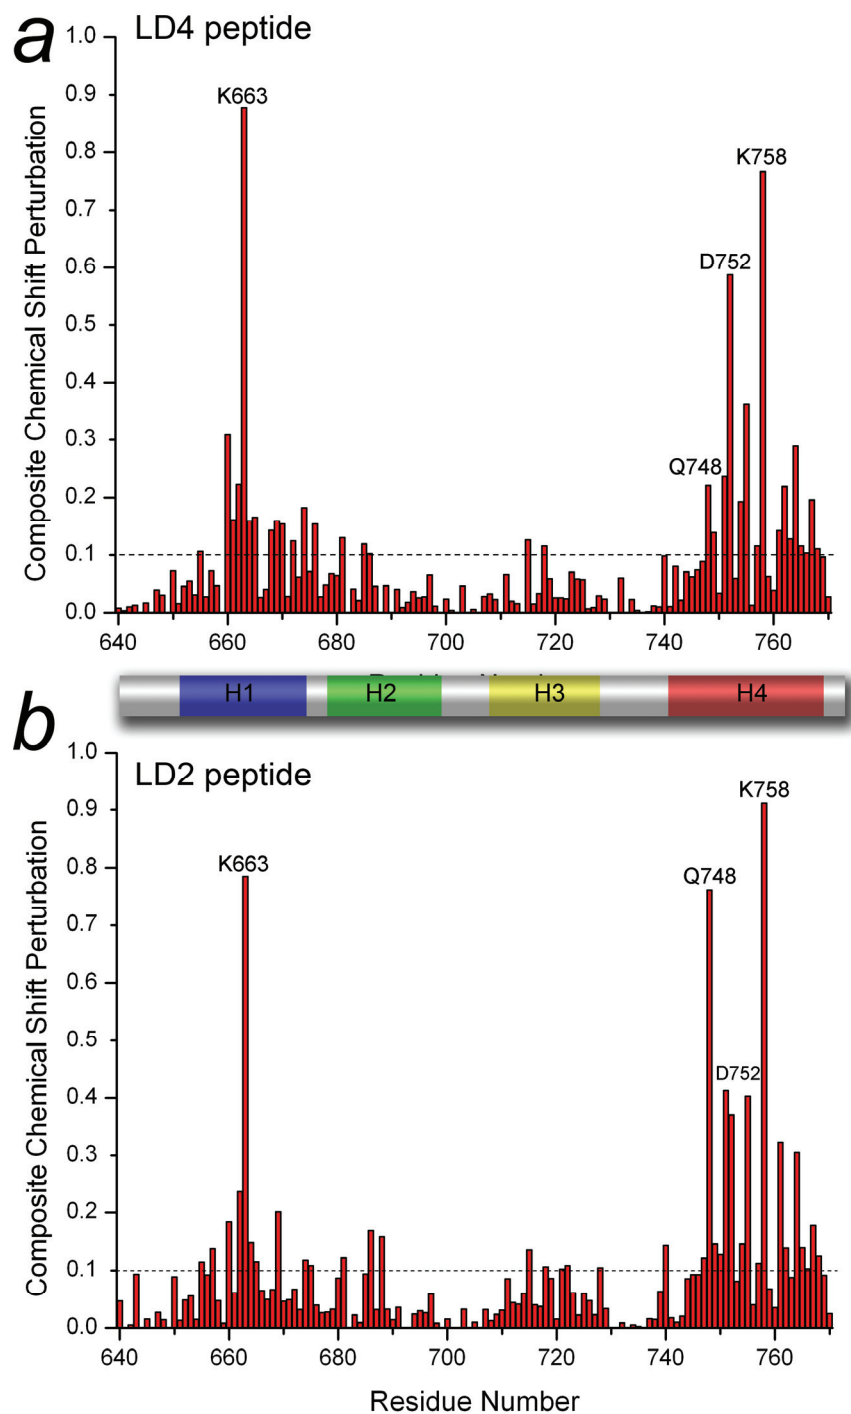 a LD4 peptide
Composite Chemical Shift Perturbation
1.0
0.9
0.8
0.7
0.6
0.5
0.4
0.3
0.2
0.1
0.0
K663
K758
D752
Q748
640 660 680 700 720 740 760
H1 H2 H3 H4
b LD2 peptide
Composite Chemical Shift Perturbation
1.0
0.9
0.8
0.7
0.6
0.5
0.4
0.3
0.2
0.1
0.0
K663
K758
Q748
D752
640 660 680 700 720 740 760
Residue Number